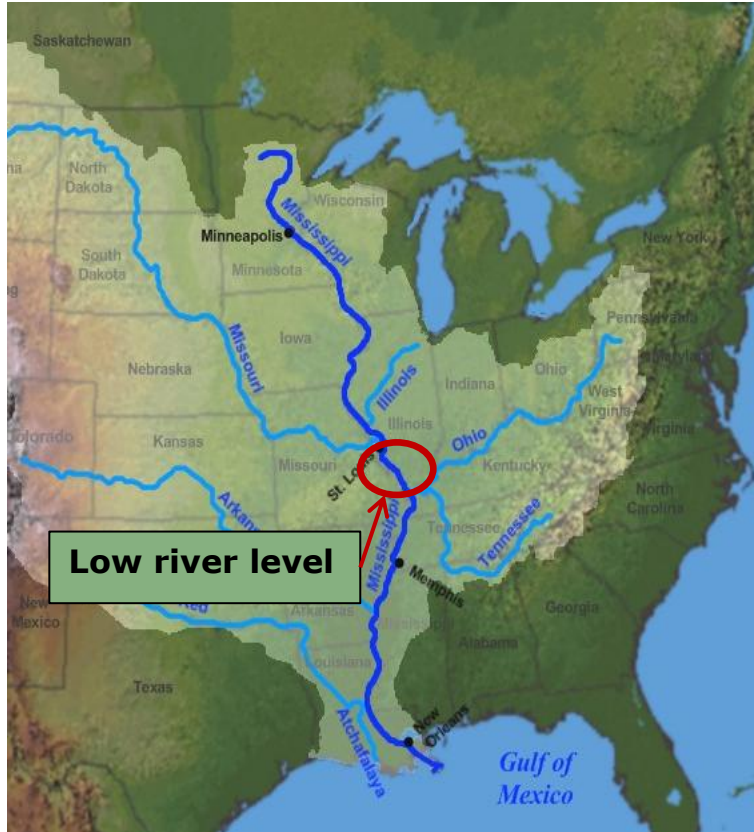 Saskatchewan
North
Dakota
Wisconsin
Mississippi
Minneapolis
New York
South
Dakota
Minnesota
Pennsylvania
Iowa
Missouri
Nebraska
Illinois
Indiana
Ohio
Maryland
West
Virginia
Illinois
Ohio
Virginia
Colorado
Kansas
Missouri
St. Louis
Kentucky
North
Carolina
Tennessee
Tennessee
Mississippi
Low river level
Memphis
New
Mexico
Arkansas
Mississippi
Georgia
Alabama
Louisiana
Texas
Atchafalaya
New
Orleans
Gulf of
Mexico